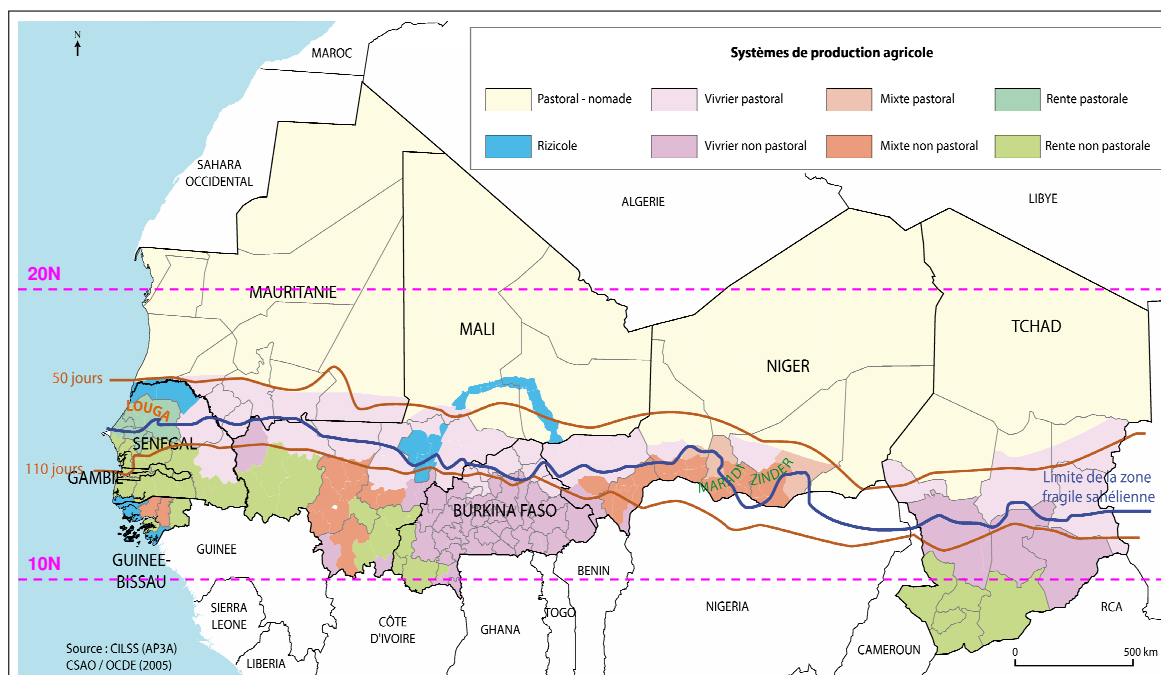 N
MAROC
Systèmes de production agricole
Pastoral - nomade
Vivrier pastoral
Mixte pastoral
Rente pastorale
Rizicole
Vivrier non pastoral
Mixte non pastoral
Rente non pastorale
SAHARA
OCCIDENTAL
ALGERIE
LIBYE
20N
MAURITANIE
MALI
NIGER
TCHAD
50 jours
LOUGA
SENEGAL
110 jours
GAMBIE
MARADI
ZINDER
Limite de la zone
fragile sahélienne
BURKINA FASO
GUINEE-
BISSAU
GUINEE
10N
BENIN
SIERRA
LEONE
CÔTE
D'IVOIRE
GHANA
TOGO
NIGERIA
RCA
CAMEROUN
LIBERIA
Source : CILSS (AP3A)
CSAO / OCDE (2005)
0
500 km